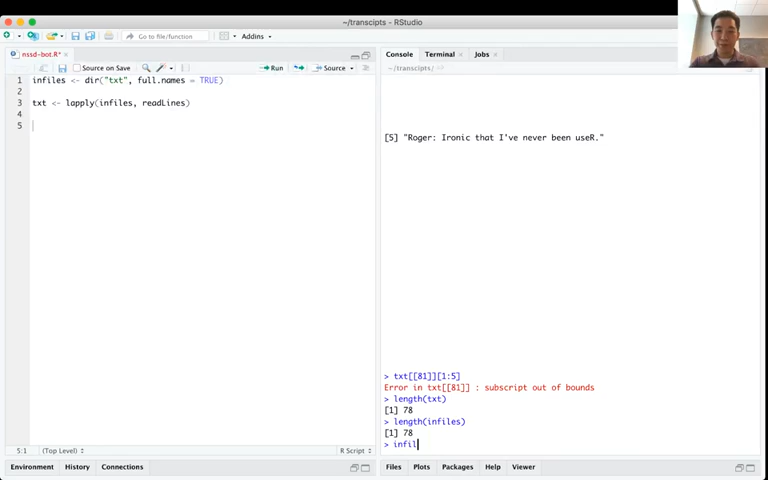 ~/transcipts - RStudio
Go to file/function
Addins
nssd-bot.R*
Source on Save
Run
Source
1 infiles <- dir("txt", full.names = TRUE)
2
3 txt <- lapply(infiles, readLines)
4
5
5:1 (Top Level) R Script
Environment History Connections
Console Terminal Jobs
~/transcipts/
[5] "Roger: Ironic that I've never been useR."
> txt[[81]][1:5]
Error in txt[[81]] : subscript out of bounds
> length(txt)
[1] 78
> length(infiles)
[1] 78
> infil
Files Plots Packages Help Viewer